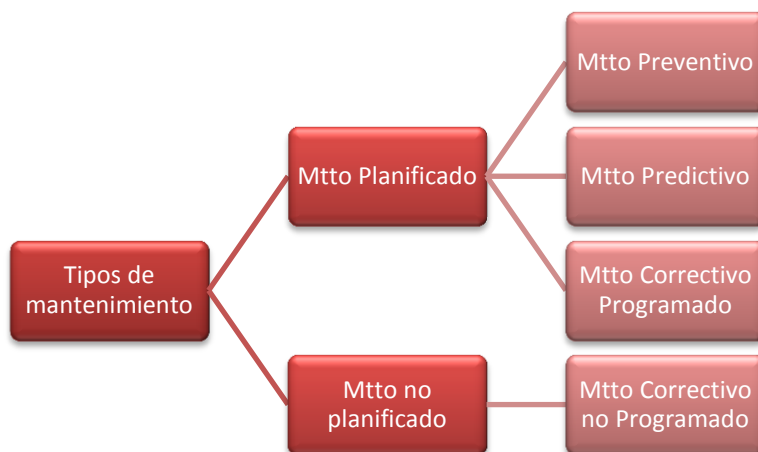 Tipos de
mantenimiento
Mtto Planificado
Mtto Preventivo
Mtto Predictivo
Mtto Correctivo
Programado
Mtto no
planificado
Mtto Correctivo
no Programado